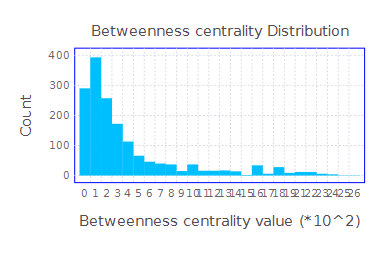 Betweenness centrality Distribution
400
300
200
100
0
Count
0 1 2 3 4 5 6 7 8 9 10 11 12 13 14 15 16 17 18 19 20 21 22 23 24 25 26
Betweenness centrality value (*10^2)